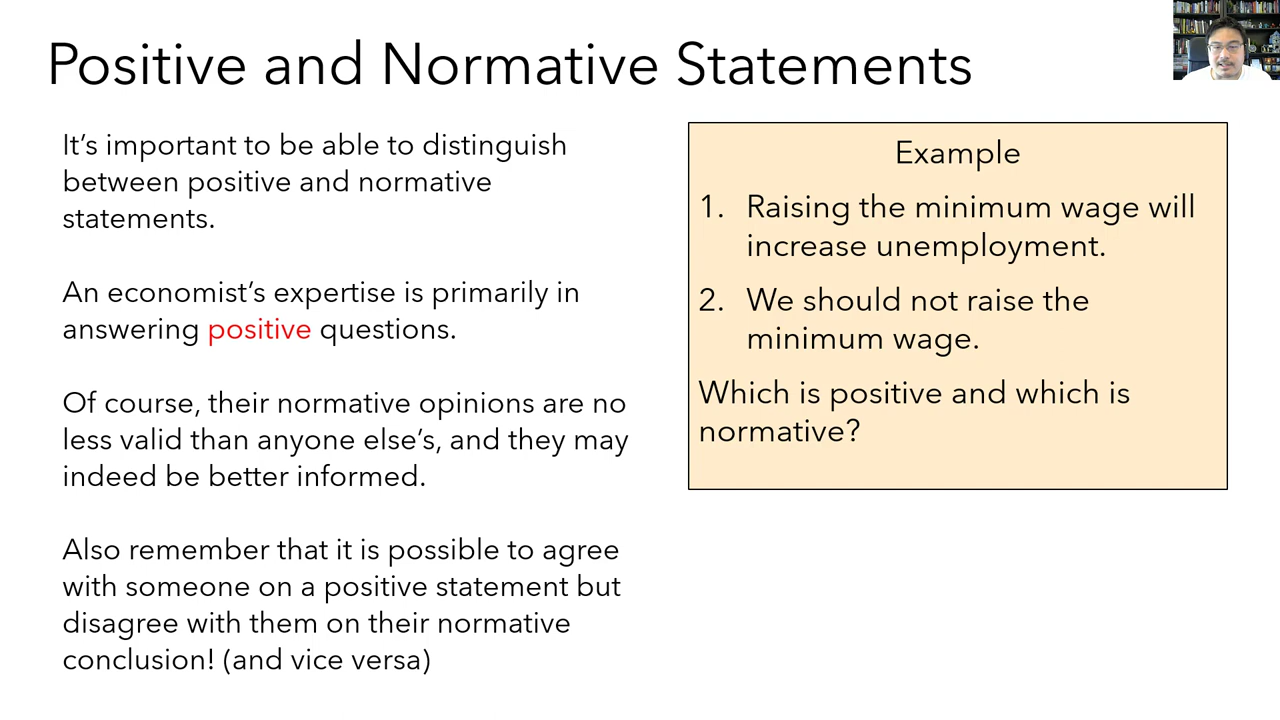 Positive and Normative Statements
It's important to be able to distinguish
between positive and normative
statements.
An economist's expertise is primarily in
answering positive questions.
Of course, their normative opinions are no
less valid than anyone else's, and they may
indeed be better informed.
Also remember that it is possible to agree
with someone on a positive statement but
disagree with them on their normative
conclusion! (and vice versa)
Example
1. Raising the minimum wage will
increase unemployment.
2. We should not raise the
minimum wage.
Which is positive and which is
normative?